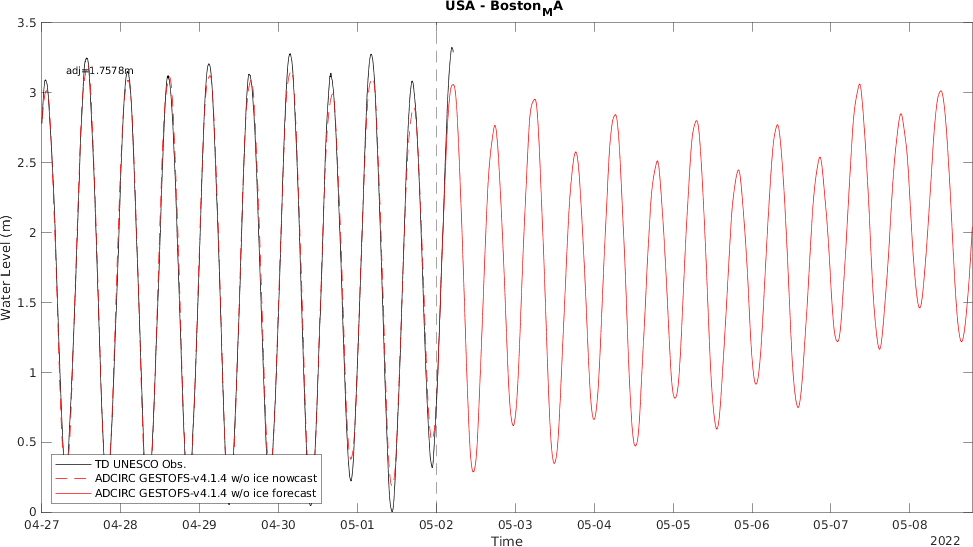 USA - Boston_MA
3.5
adj=1.7578m
3
2.5
2
1.5
1
0.5
0
Water Level (m)
TD UNESCO Obs.
ADCIRC GESTOFS-v4.1.4 w/o ice nowcast
ADCIRC GESTOFS-v4.1.4 w/o ice forecast
04-27 04-28 04-29 04-30 05-01 05-02 05-03 05-04 05-05 05-06 05-07 05-08
Time
2022